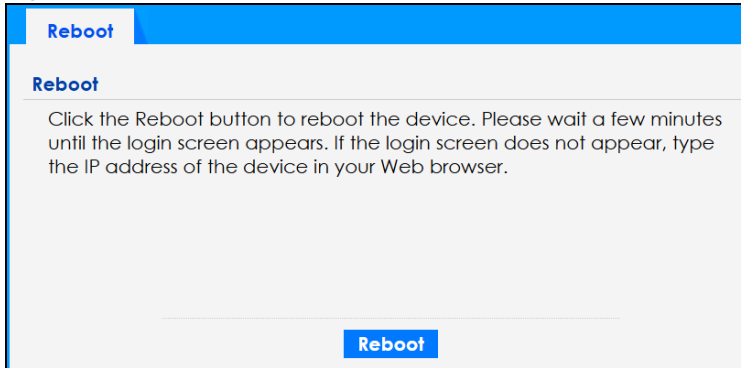 Reboot
Reboot
Click the Reboot button to reboot the device. Please wait a few minutes
until the login screen appears. If the login screen does not appear, type
the IP address of the device in your Web browser.
Reboot